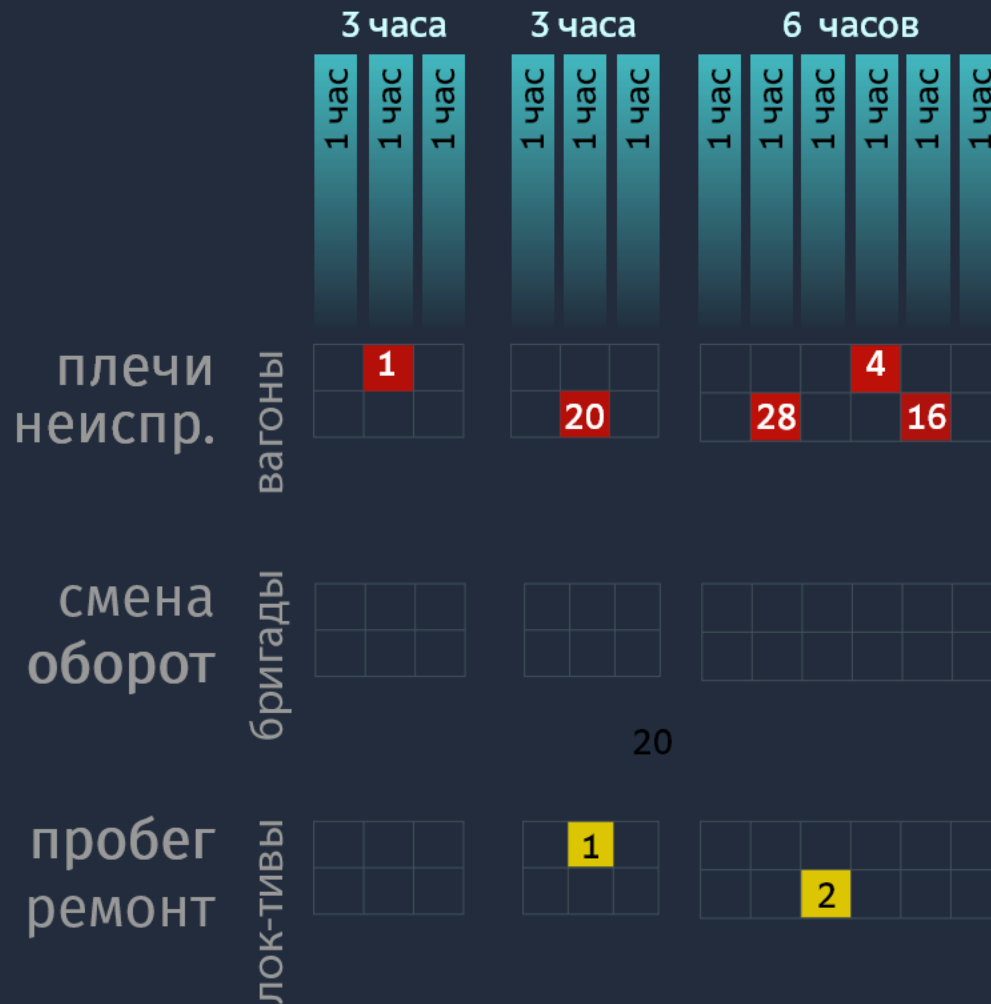 3 часа 3 часа 6 часов
1 час 1 час 1 час 1 час 1 час 1 час 1 час 1 час 1 час 1 час 1 час 1 час
плечи
неиспр.
вагоны
1 4
20 28 16
смена
оборот
бригады
20
пробег
ремонт
лок-тивы
1
2